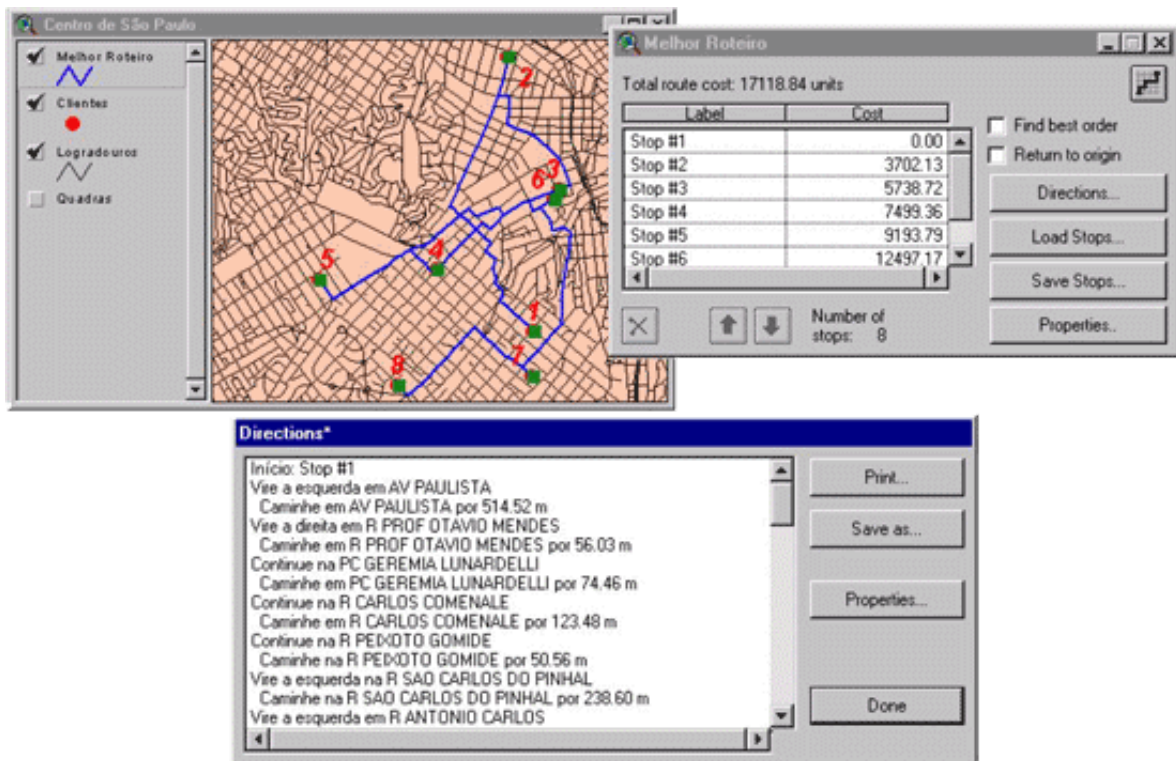 Centro de São Paulo
Melhor Roteiro
Clientes
Logradouros
Quadras
2
3
6
5
4
1
7
8
Melhor Roteiro
Total route cost: 17118.84 units
Label Cost
Stop #1 0.00
Stop #2 3702.13
Stop #3 5738.72
Stop #4 7499.36
Stop #5 9193.79
Stop #6 12497.17
Number of
stops: 8
Find best order
Return to origin
Directions...
Load Stops...
Save Stops...
Properties..
Directions*
Início: Stop #1
Vire a esquerda em AV PAULISTA
Caminhe em AV PAULISTA por 514.52 m
Vire a direita em R PROF OTAVIO MENDES
Caminhe em R PROF OTAVIO MENDES por 56.03 m
Continue na PC GEREMIA LUNARDELLI
Caminhe em PC GEREMIA LUNARDELLI por 74.46 m
Continue na R CARLOS COMENALE
Caminhe em R CARLOS COMENALE por 123.48 m
Continue na R PEIXOTO GOMIDE
Caminhe na R PEIXOTO GOMIDE por 50.56 m
Vire a esquerda na R SAO CARLOS DO PINHAL
Caminhe na R SAO CARLOS DO PINHAL por 238.60 m
Vire a esquerda em R ANTONIO CARLOS
Print...
Save as...
Properties...
Done